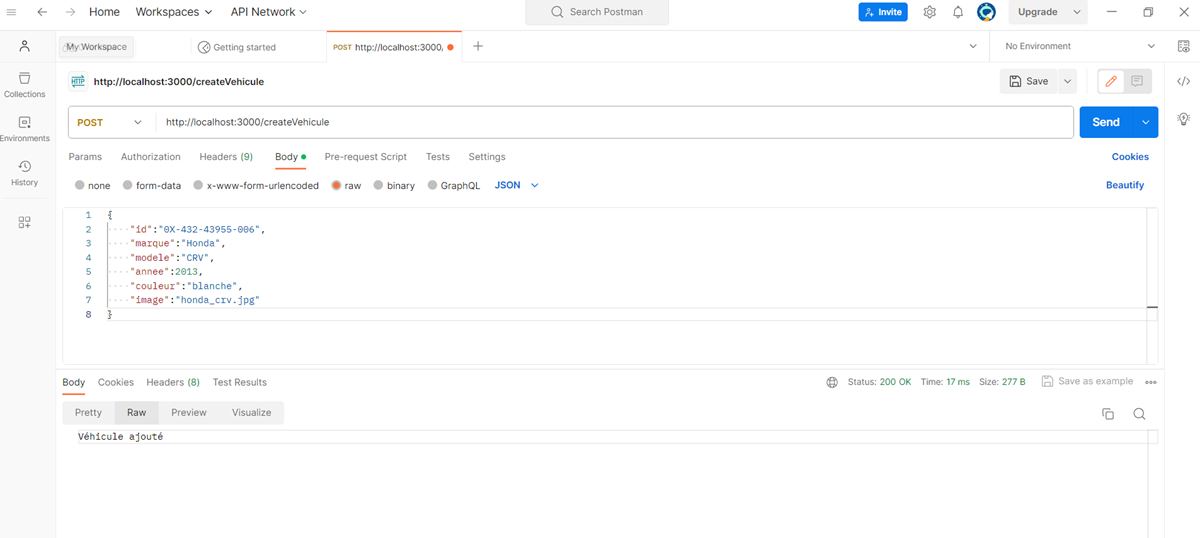 Home Workspaces API Network Search Postman Invite Upgrade
My Workspace Getting started POST http://localhost:3000, No Environment
HTTP http://localhost:3000/createVehicule Save
Collections
POST http://localhost:3000/createVehicule Send
Environments
Params Authorization Headers (9) Body Pre-request Script Tests Settings Cookies
History
none form-data x-www-form-urlencoded raw binary GraphQL JSON Beautify
1 {
2 "id":"0X-432-43955-006",
3 "marque":"Honda",
4 "modele":"CRV",
5 "annee":2013,
6 "couleur":"blanche",
7 "image":"honda_crv.jpg"
8 }
Body Cookies Headers (8) Test Results Status: 200 OK Time: 17 ms Size: 277 B Save as example
Pretty Raw Preview Visualize
Véhicule ajouté